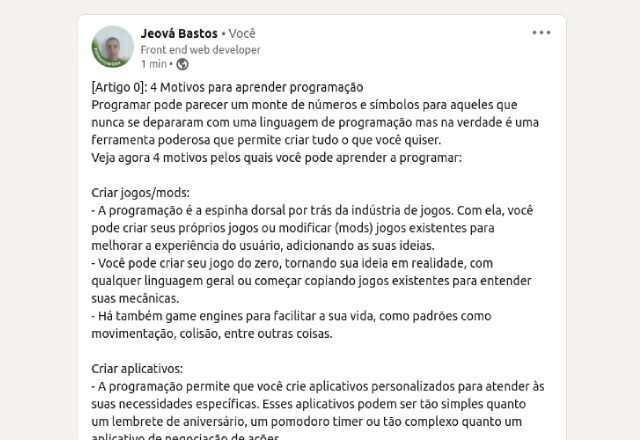 Jeová Bastos • Você
Front end web developer
1 min •
[Artigo 0]: 4 Motivos para aprender programação
Programar pode parecer um monte de números e símbolos para aqueles que
nunca se depararam com uma linguagem de programação mas na verdade é uma
ferramenta poderosa que permite criar tudo o que você quiser.
Veja agora 4 motivos pelos quais você pode aprender a programar:
Criar jogos/mods:
- A programação é a espinha dorsal por trás da indústria de jogos. Com ela, você
pode criar seus próprios jogos ou modificar (mods) jogos existentes para
melhorar a experiência do usuário, adicionando as suas ideias.
- Você pode criar seu jogo do zero, tornando sua ideia em realidade, com
qualquer linguagem geral ou começar copiando jogos existentes para entender
suas mecânicas.
- Há também game engines para facilitar a sua vida, como padrões como
movimentação, colisão, entre outras coisas.
Criar aplicativos:
- A programação permite que você crie aplicativos personalizados para atender às
suas necessidades específicas. Esses aplicativos podem ser tão simples quanto
um lembrete de aniversário, um pomodoro timer ou tão complexo quanto um
aplicativo de negociação de ações